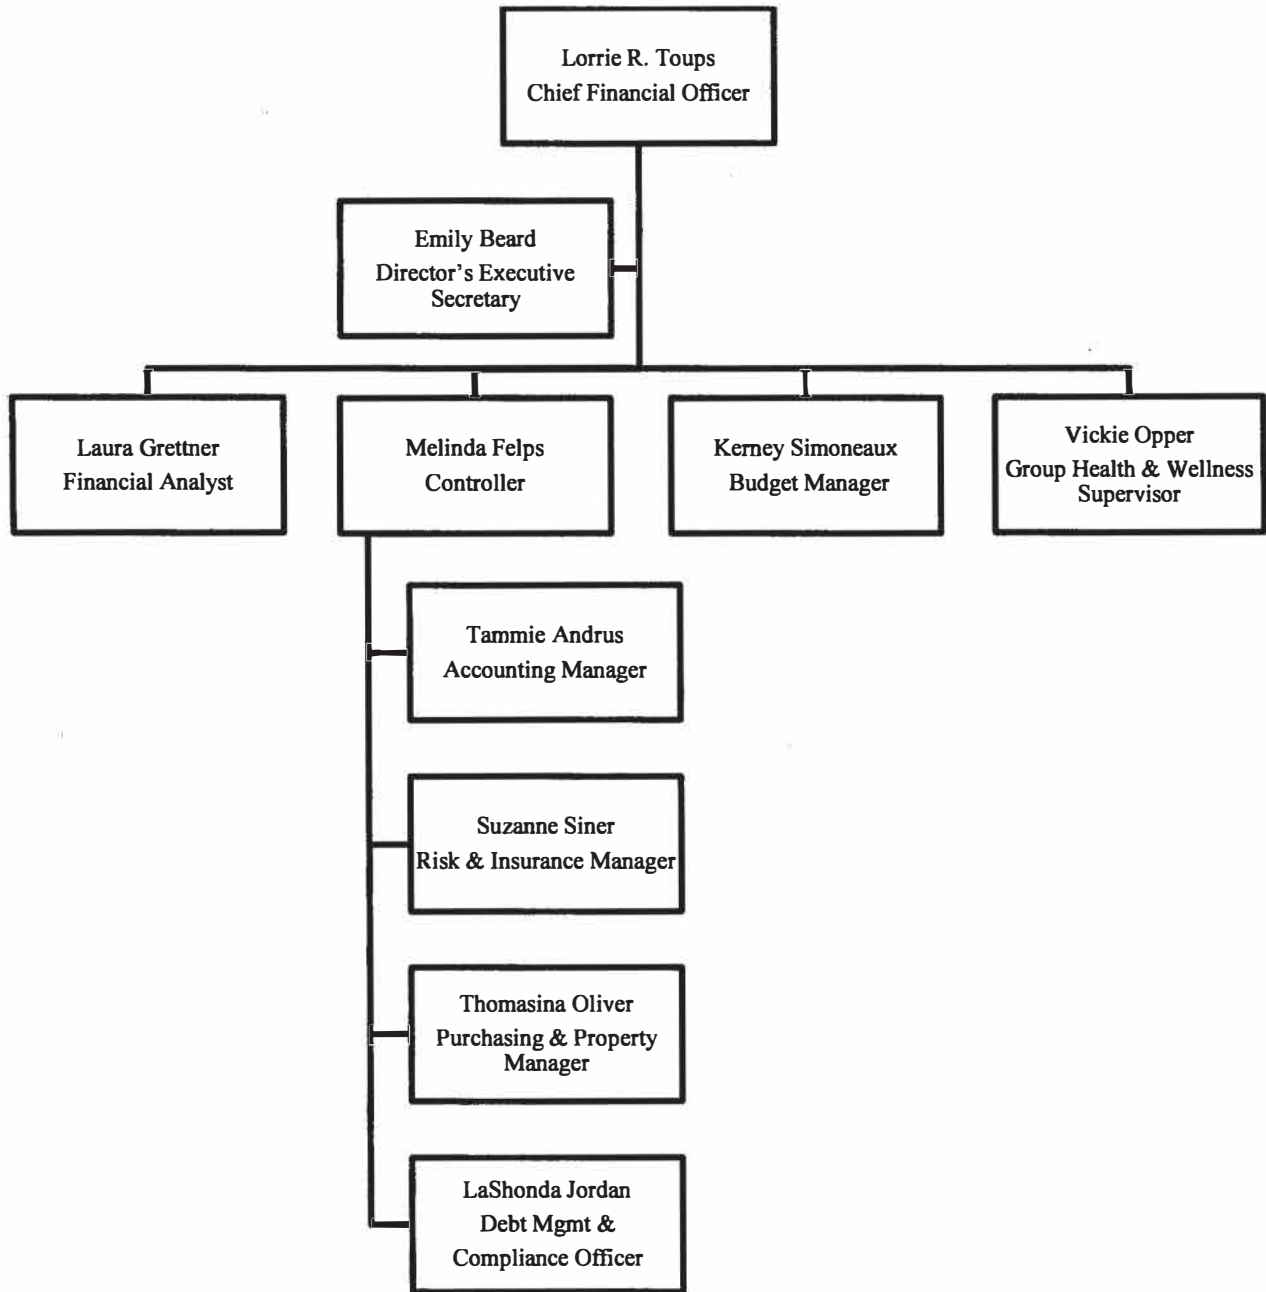 Lorrie R. Toups
Chief Financial Officer
Emily Beard
Director's Executive
Secretary
Laura Grettner
Financial Analyst
Melinda Felps
Controller
Kerney Simoneaux
Budget Manager
Vickie Opper
Group Health & Wellness
Supervisor
Tammie Andrus
Accounting Manager
Suzanne Siner
Risk & Insurance Manager
Thomasina Oliver
Purchasing & Property
Manager
LaShonda Jordan
Debt Mgmt &
Compliance Officer